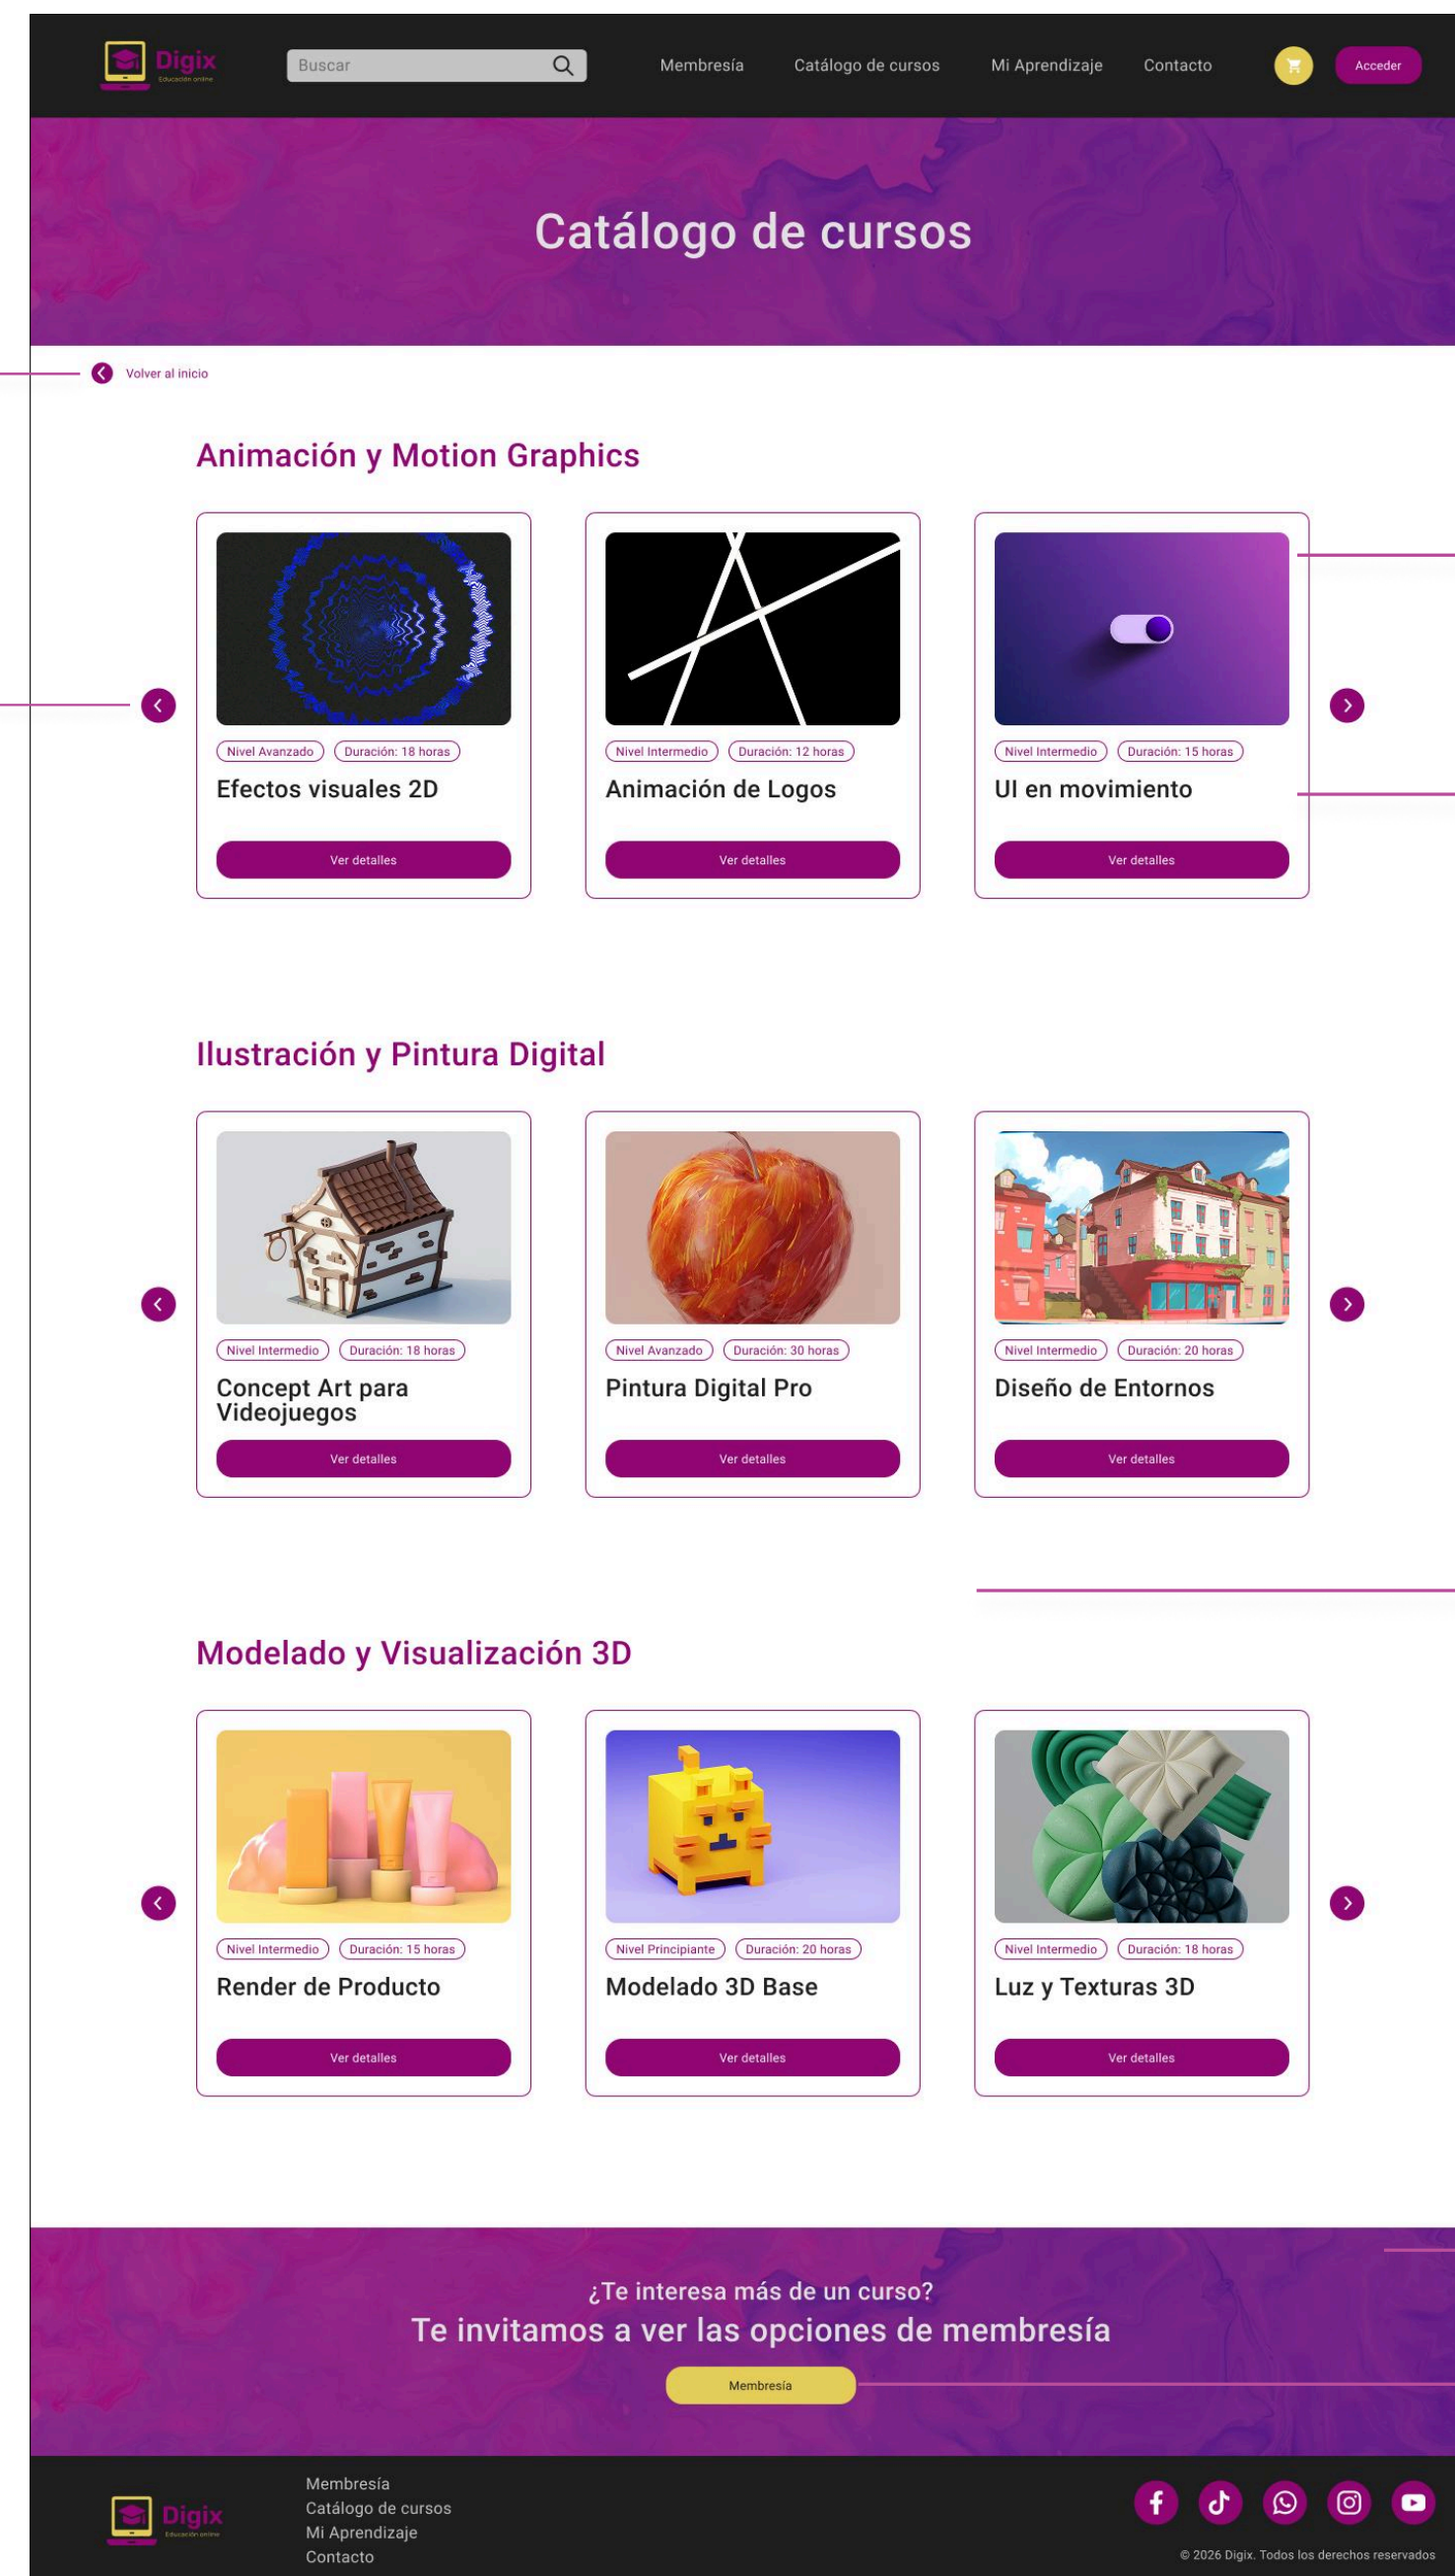 Digix
Educación online
Buscar
Membresía
Catálogo de cursos
Mi Aprendizaje
Contacto
Acceder
Catálogo de cursos
Volver al inicio
Animación y Motion Graphics
Nivel Avanzado
Duración: 18 horas
Efectos visuales 2D
Ver detalles
Nivel Intermedio
Duración: 12 horas
Animación de Logos
Ver detalles
Nivel Intermedio
Duración: 15 horas
UI en movimiento
Ver detalles
Ilustración y Pintura Digital
Nivel Intermedio
Duración: 18 horas
Concept Art para
Videojuegos
Ver detalles
Nivel Avanzado
Duración: 30 horas
Pintura Digital Pro
Ver detalles
Nivel Intermedio
Duración: 20 horas
Diseño de Entornos
Ver detalles
Modelado y Visualización 3D
Nivel Intermedio
Duración: 15 horas
Render de Producto
Ver detalles
Nivel Principiante
Duración: 20 horas
Modelado 3D Base
Ver detalles
Nivel Intermedio
Duración: 18 horas
Luz y Texturas 3D
Ver detalles
¿Te interesa más de un curso?
Te invitamos a ver las opciones de membresía
Membresía
Digix
Educación online
Membresía
Catálogo de cursos
Mi Aprendizaje
Contacto
© 2026 Digix. Todos los derechos reservados